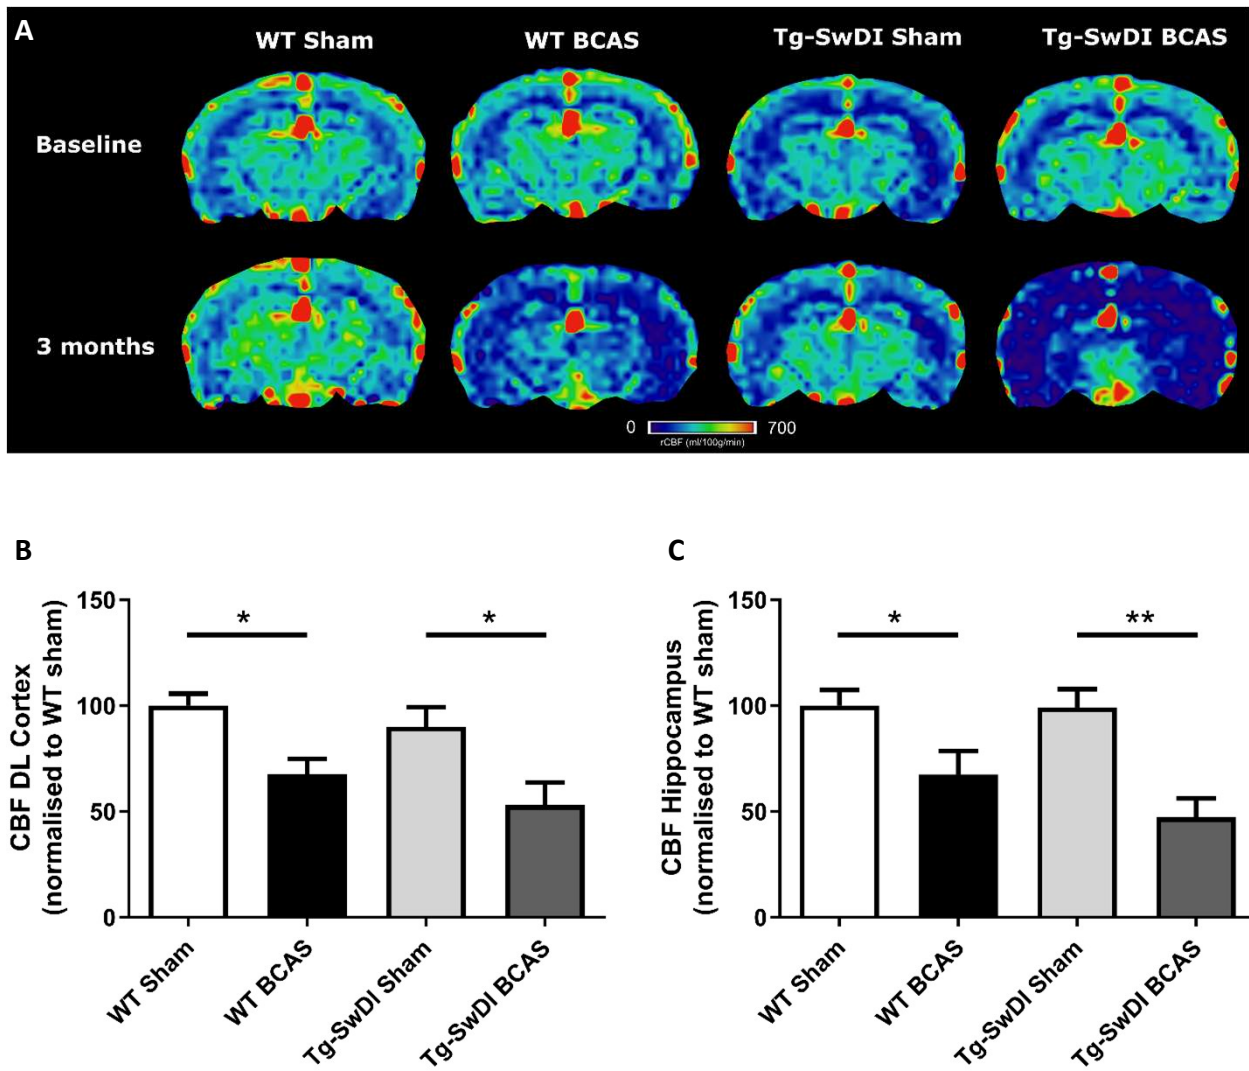 A
WT Sham
WT BCAS
Tg-SwDI Sham
Tg-SwDI BCAS
Baseline
3 months
0
700
rCBF (ml/100g/min)
B
CBF DL Cortex
(normalised to WT sham)
150
100
50
0
*
*
WT Sham
WT BCAS
Tg-SwDI Sham
Tg-SwDI BCAS
C
CBF Hippocampus
(normalised to WT sham)
150
100
50
0
*
**
WT Sham
WT BCAS
Tg-SwDI Sham
Tg-SwDI BCAS